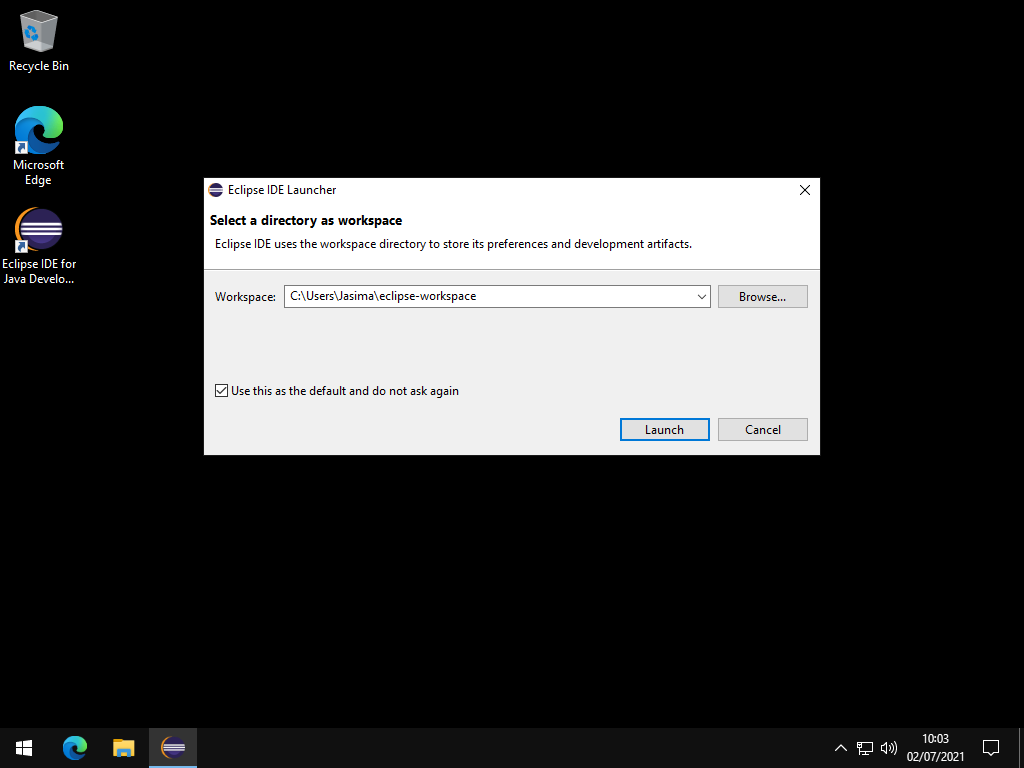 Recycle Bin
Microsoft
Edge
Eclipse IDE for
Java Develo...
Eclipse IDE Launcher
Select a directory as workspace
Eclipse IDE uses the workspace directory to store its preferences and development artifacts.
Workspace: C:\Users\Jasima\eclipse-workspace Browse...
Use this as the default and do not ask again
Launch Cancel
10:03
02/07/2021